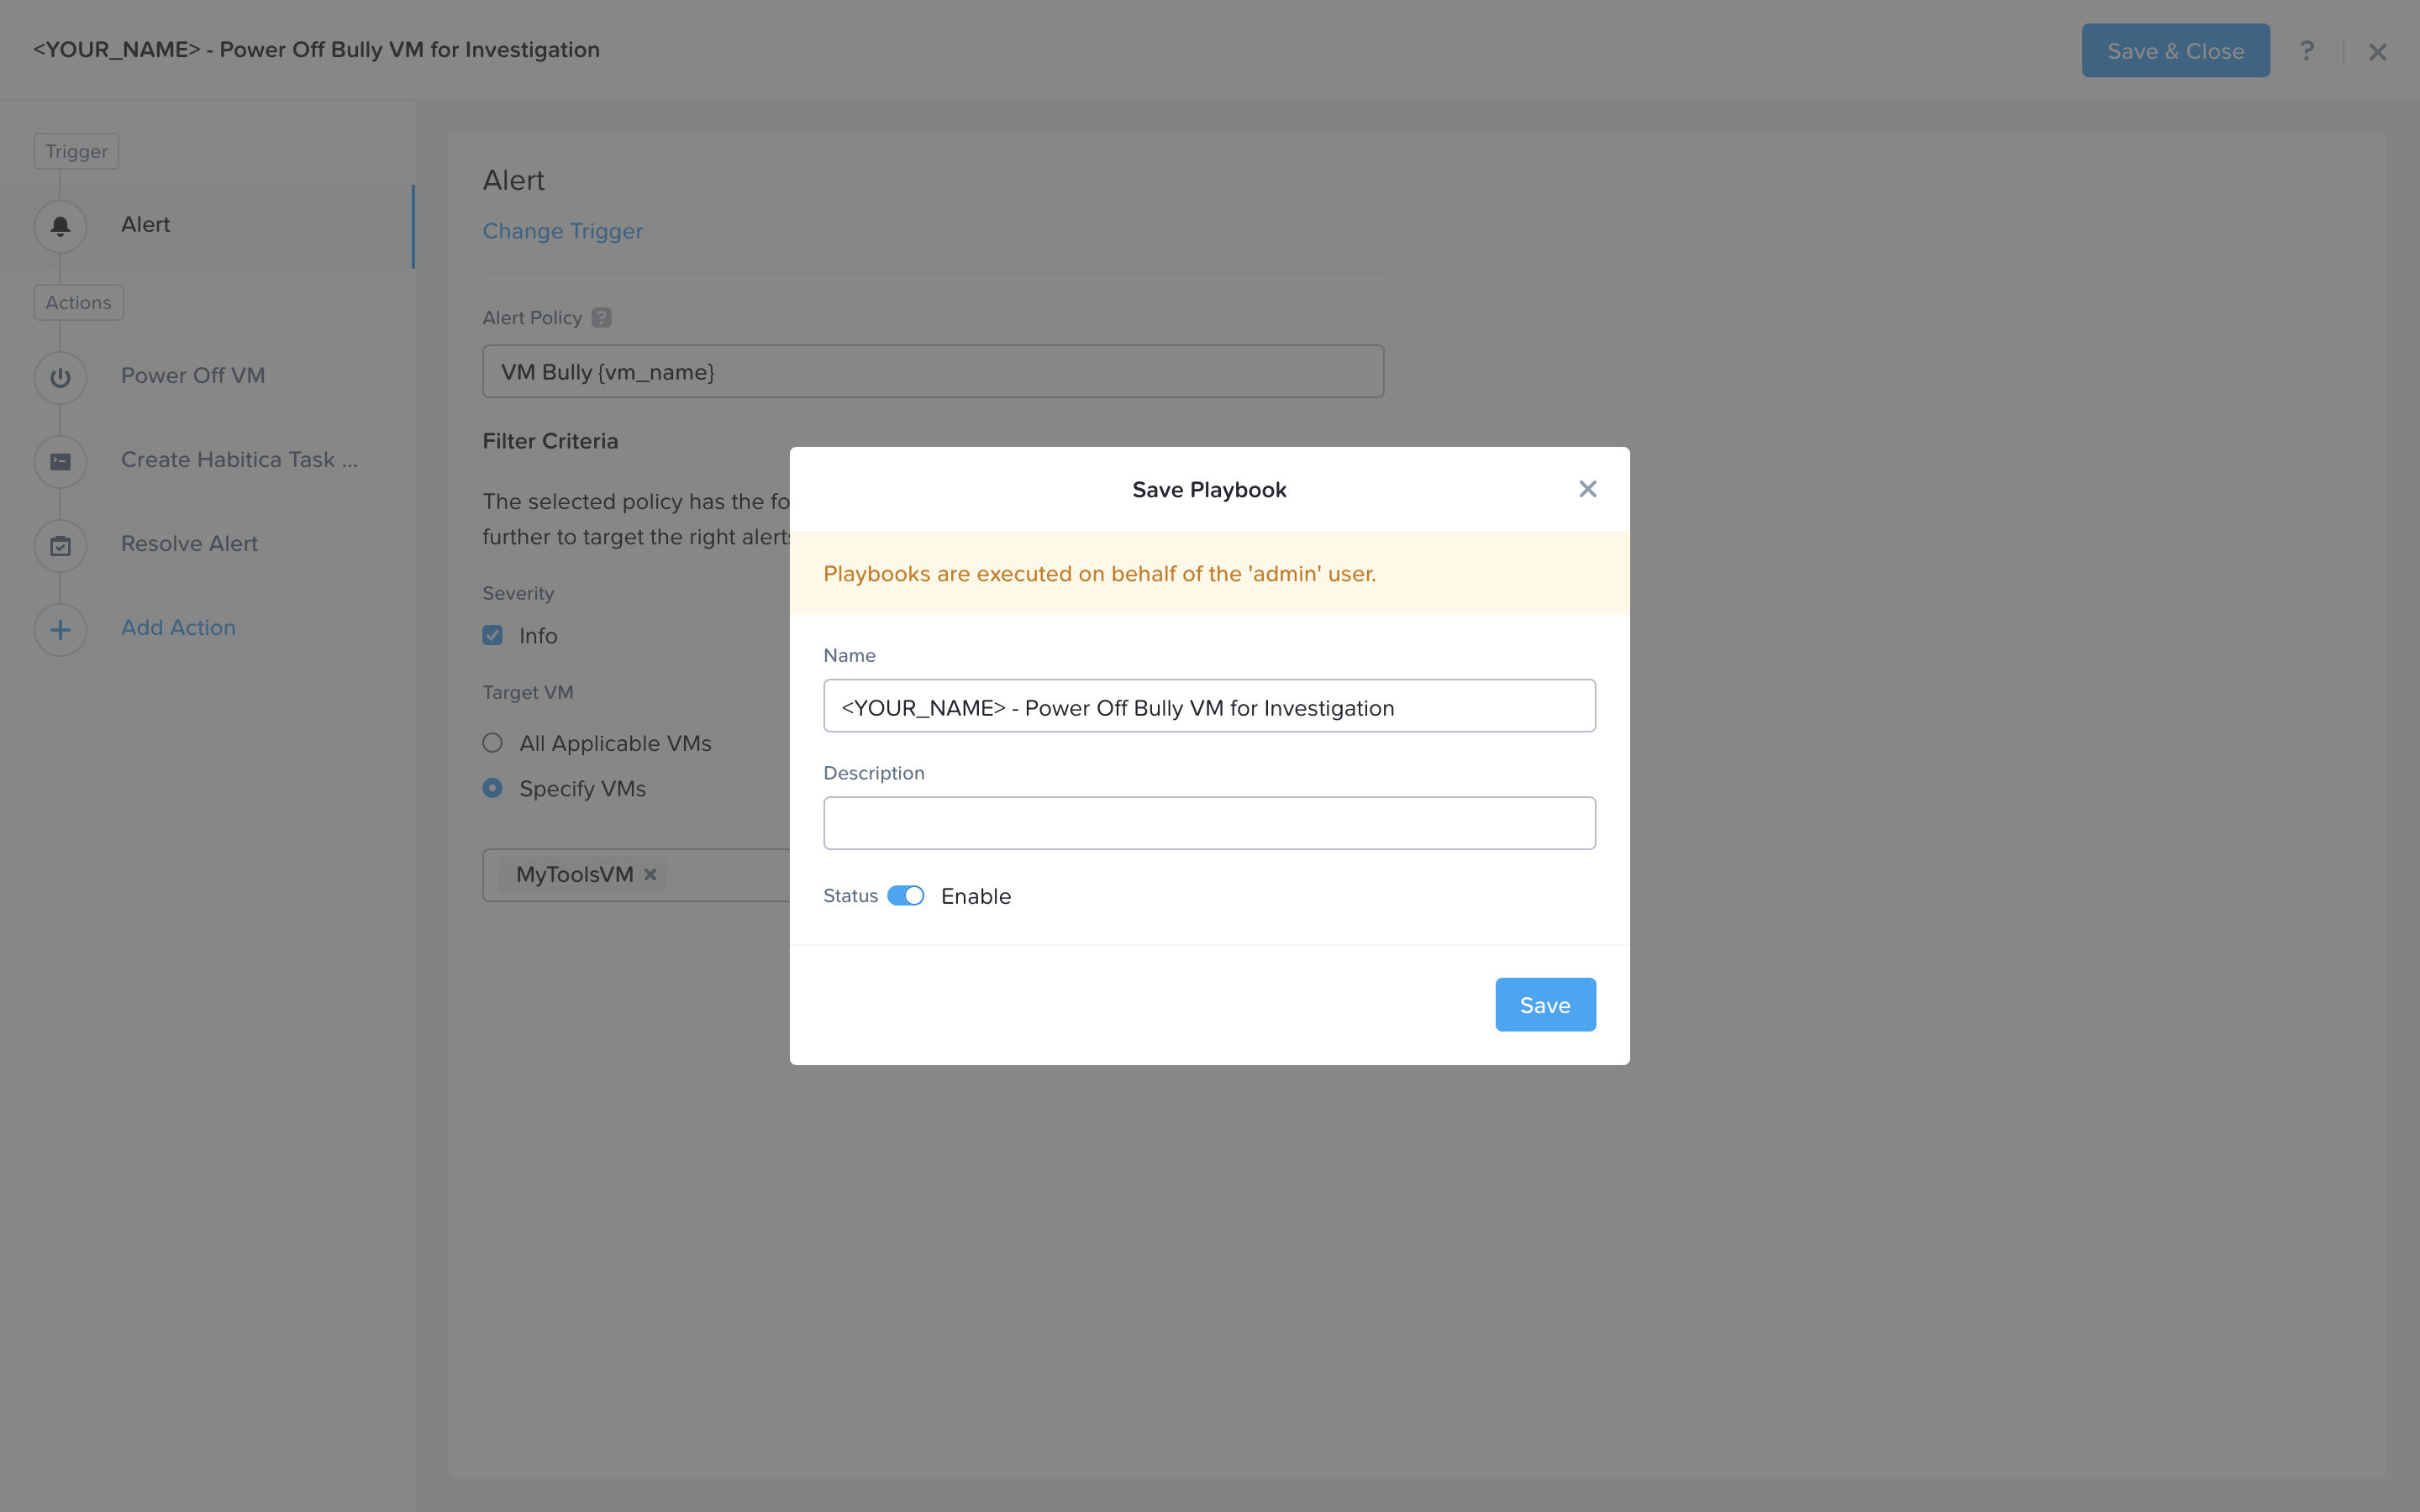 <YOUR_NAME> - Power Off Bully VM for Investigation
Save & Close
?
Trigger
Alert
Actions
Power Off VM
Create Habitica Task ...
Resolve Alert
Add Action
Alert
Change Trigger
Alert Policy ?
VM Bully {vm_name}
Filter Criteria
The selected policy has the fo
further to target the right alerts
Severity
Info
Target VM
All Applicable VMs
Specify VMs
MyToolsVM
Save Playbook
Playbooks are executed on behalf of the 'admin' user.
Name
<YOUR_NAME> - Power Off Bully VM for Investigation
Description
Status
Enable
Save